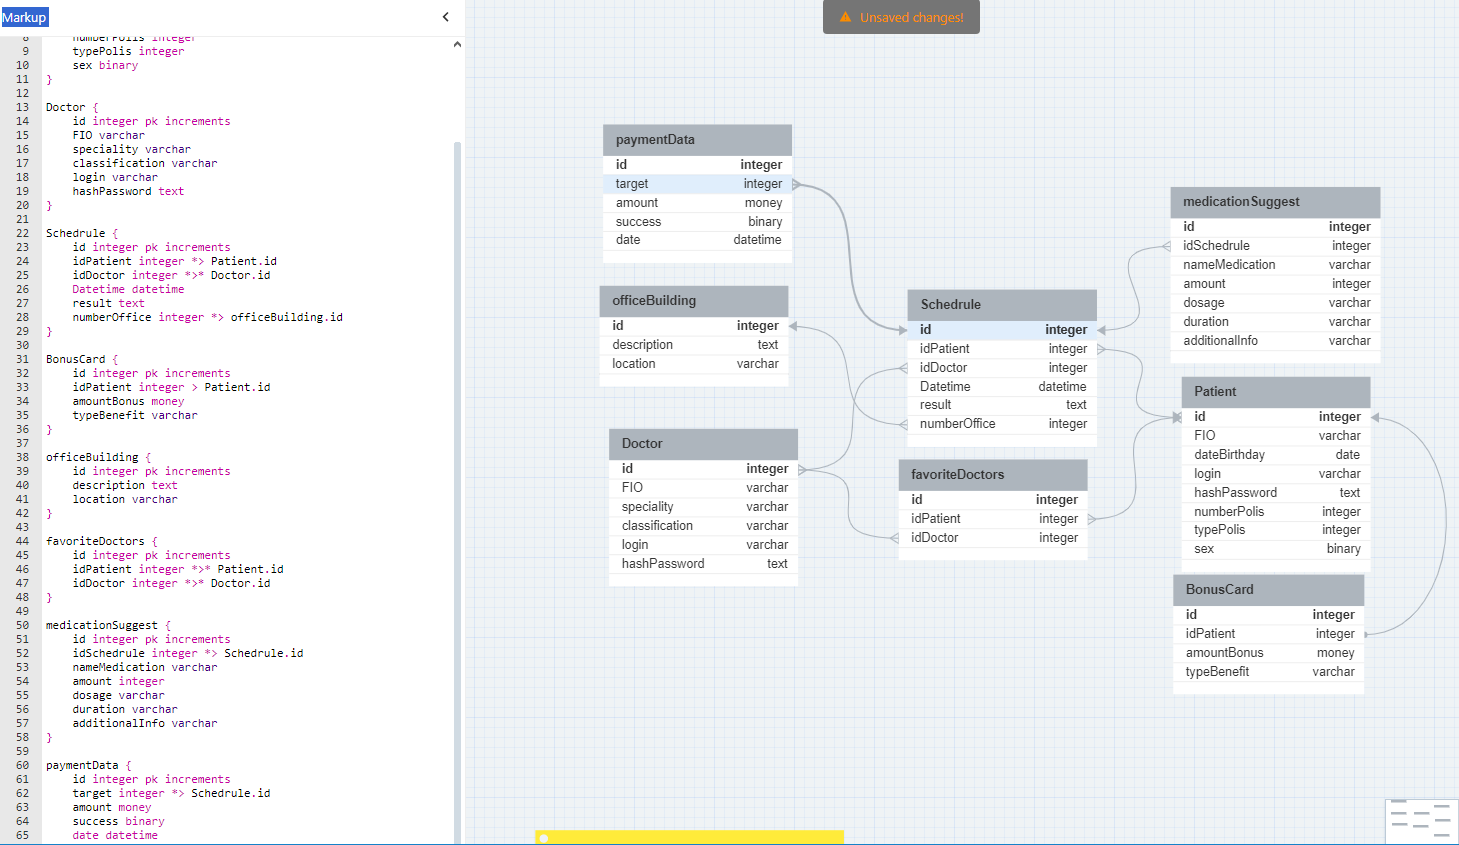 Markup
Unsaved changes!
8 numberPolis integer
9 typePolis integer
10 sex binary
11 }
12
13 Doctor {
14 id integer pk increments
15 FIO varchar
16 speciality varchar
17 classification varchar
18 login varchar
19 hashPassword text
20 }
21
22 Schedrule {
23 id integer pk increments
24 idPatient integer *> Patient.id
25 idDoctor integer *>* Doctor.id
26 Datetime datetime
27 result text
28 numberOffice integer *> officeBuilding.id
29 }
30
31 BonusCard {
32 id integer pk increments
33 idPatient integer > Patient.id
34 amountBonus money
35 typeBenefit varchar
36 }
37
38 officeBuilding {
39 id integer pk increments
40 description text
41 location varchar
42 }
43
44 favoriteDoctors {
45 id integer pk increments
46 idPatient integer *>* Patient.id
47 idDoctor integer *>* Doctor.id
48 }
49
50 medicationSuggest {
51 id integer pk increments
52 idSchedrule integer *> Schedrule.id
53 nameMedication varchar
54 amount integer
55 dosage varchar
56 duration varchar
57 additionalInfo varchar
58 }
59
60 paymentData {
61 id integer pk increments
62 target integer *> Schedrule.id
63 amount money
64 success binary
65 date datetime
paymentData
id integer
target integer
amount money
success binary
date datetime
officeBuilding
id integer
description text
location varchar
Doctor
id integer
FIO varchar
speciality varchar
classification varchar
login varchar
hashPassword text
Schedrule
id integer
idPatient integer
idDoctor integer
Datetime datetime
result text
numberOffice integer
favoriteDoctors
id integer
idPatient integer
idDoctor integer
medicationSuggest
id integer
idSchedrule integer
nameMedication varchar
amount integer
dosage varchar
duration varchar
additionalInfo varchar
Patient
id integer
FIO varchar
dateBirthday date
login varchar
hashPassword text
numberPolis integer
typePolis integer
sex binary
BonusCard
id integer
idPatient integer
amountBonus money
typeBenefit varchar